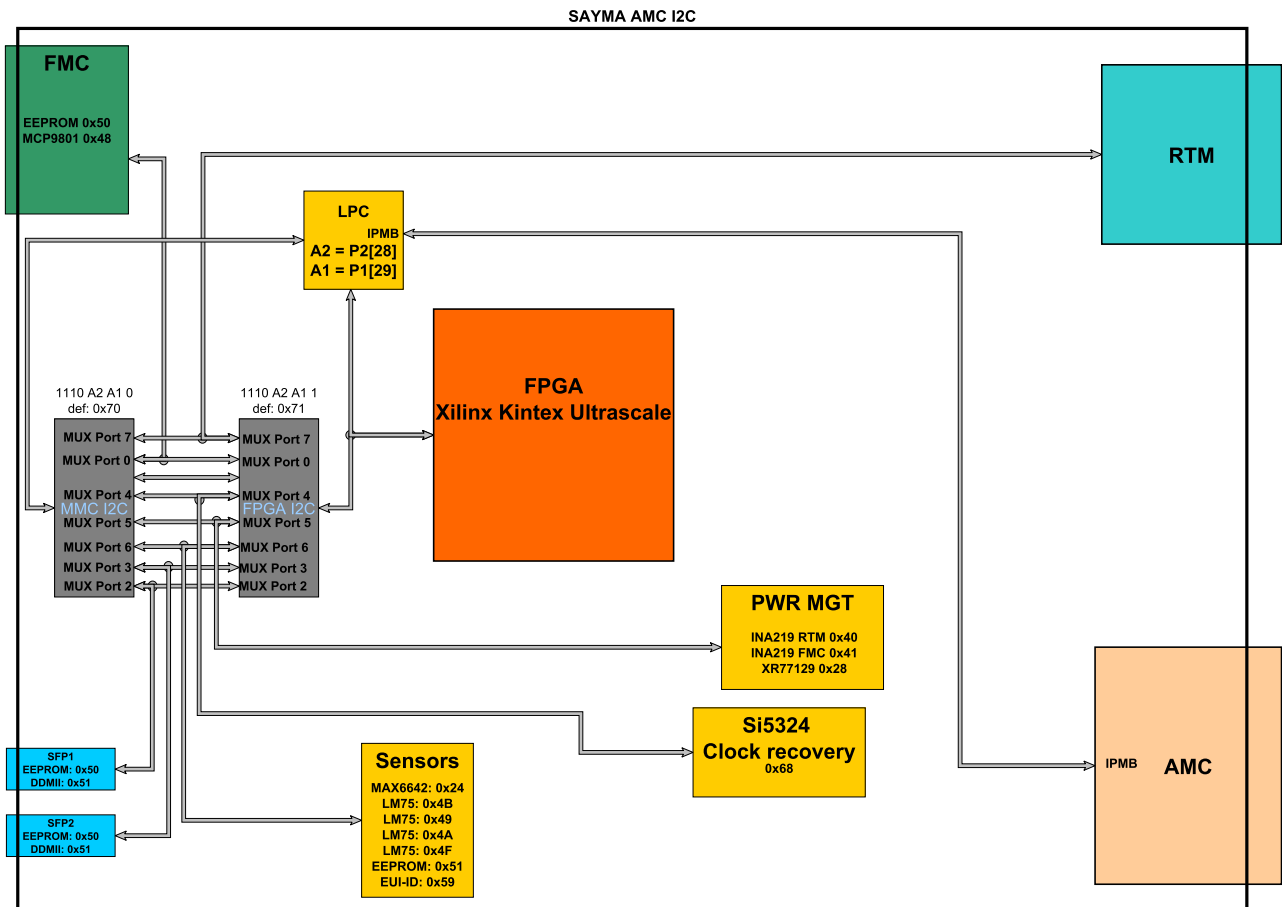 SAYMA AMC I2C
FMC
EEPROM 0x50
MCP9801 0x48
RTM
LPC
IPMB
A2 = P2[28]
A1 = P1[29]
FPGA
Xilinx Kintex Ultrascale
1110 A2 A1 0
def: 0x70
MUX Port 7
MUX Port 0
MUX Port 4
MMC I2C
MUX Port 5
MUX Port 6
MUX Port 3
MUX Port 2
1110 A2 A1 1
def: 0x71
MUX Port 7
MUX Port 0
MUX Port 4
FPGA I2C
MUX Port 5
MUX Port 6
MUX Port 3
MUX Port 2
PWR MGT
INA219 RTM 0x40
INA219 FMC 0x41
XR77129 0x28
Si5324
Clock recovery
0x68
SFP1
EEPROM: 0x50
DDMII: 0x51
SFP2
EEPROM: 0x50
DDMII: 0x51
Sensors
MAX6642: 0x24
LM75: 0x4B
LM75: 0x49
LM75: 0x4A
LM75: 0x4F
EEPROM: 0x51
EUI-ID: 0x59
IPMB
AMC